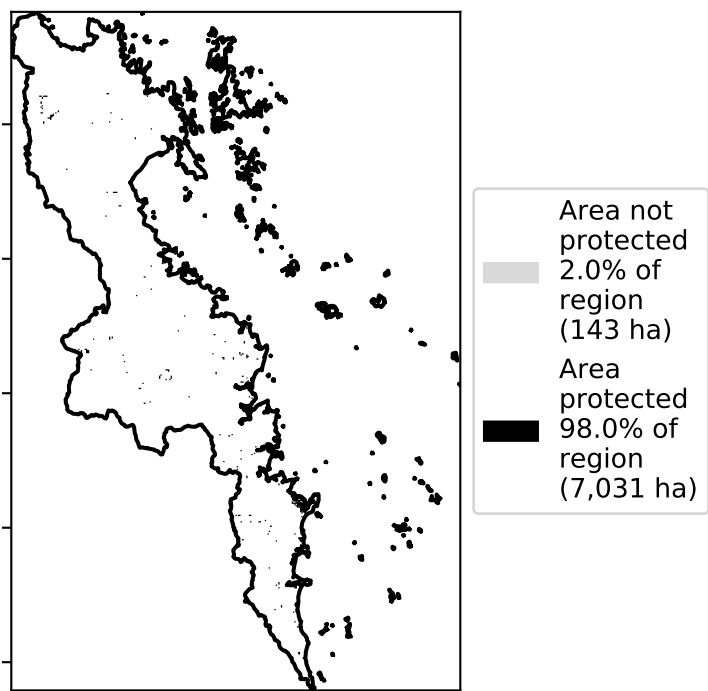 Area not
protected
2.0% of
region
(143 ha)
Area
protected
98.0% of
region
(7,031 ha)